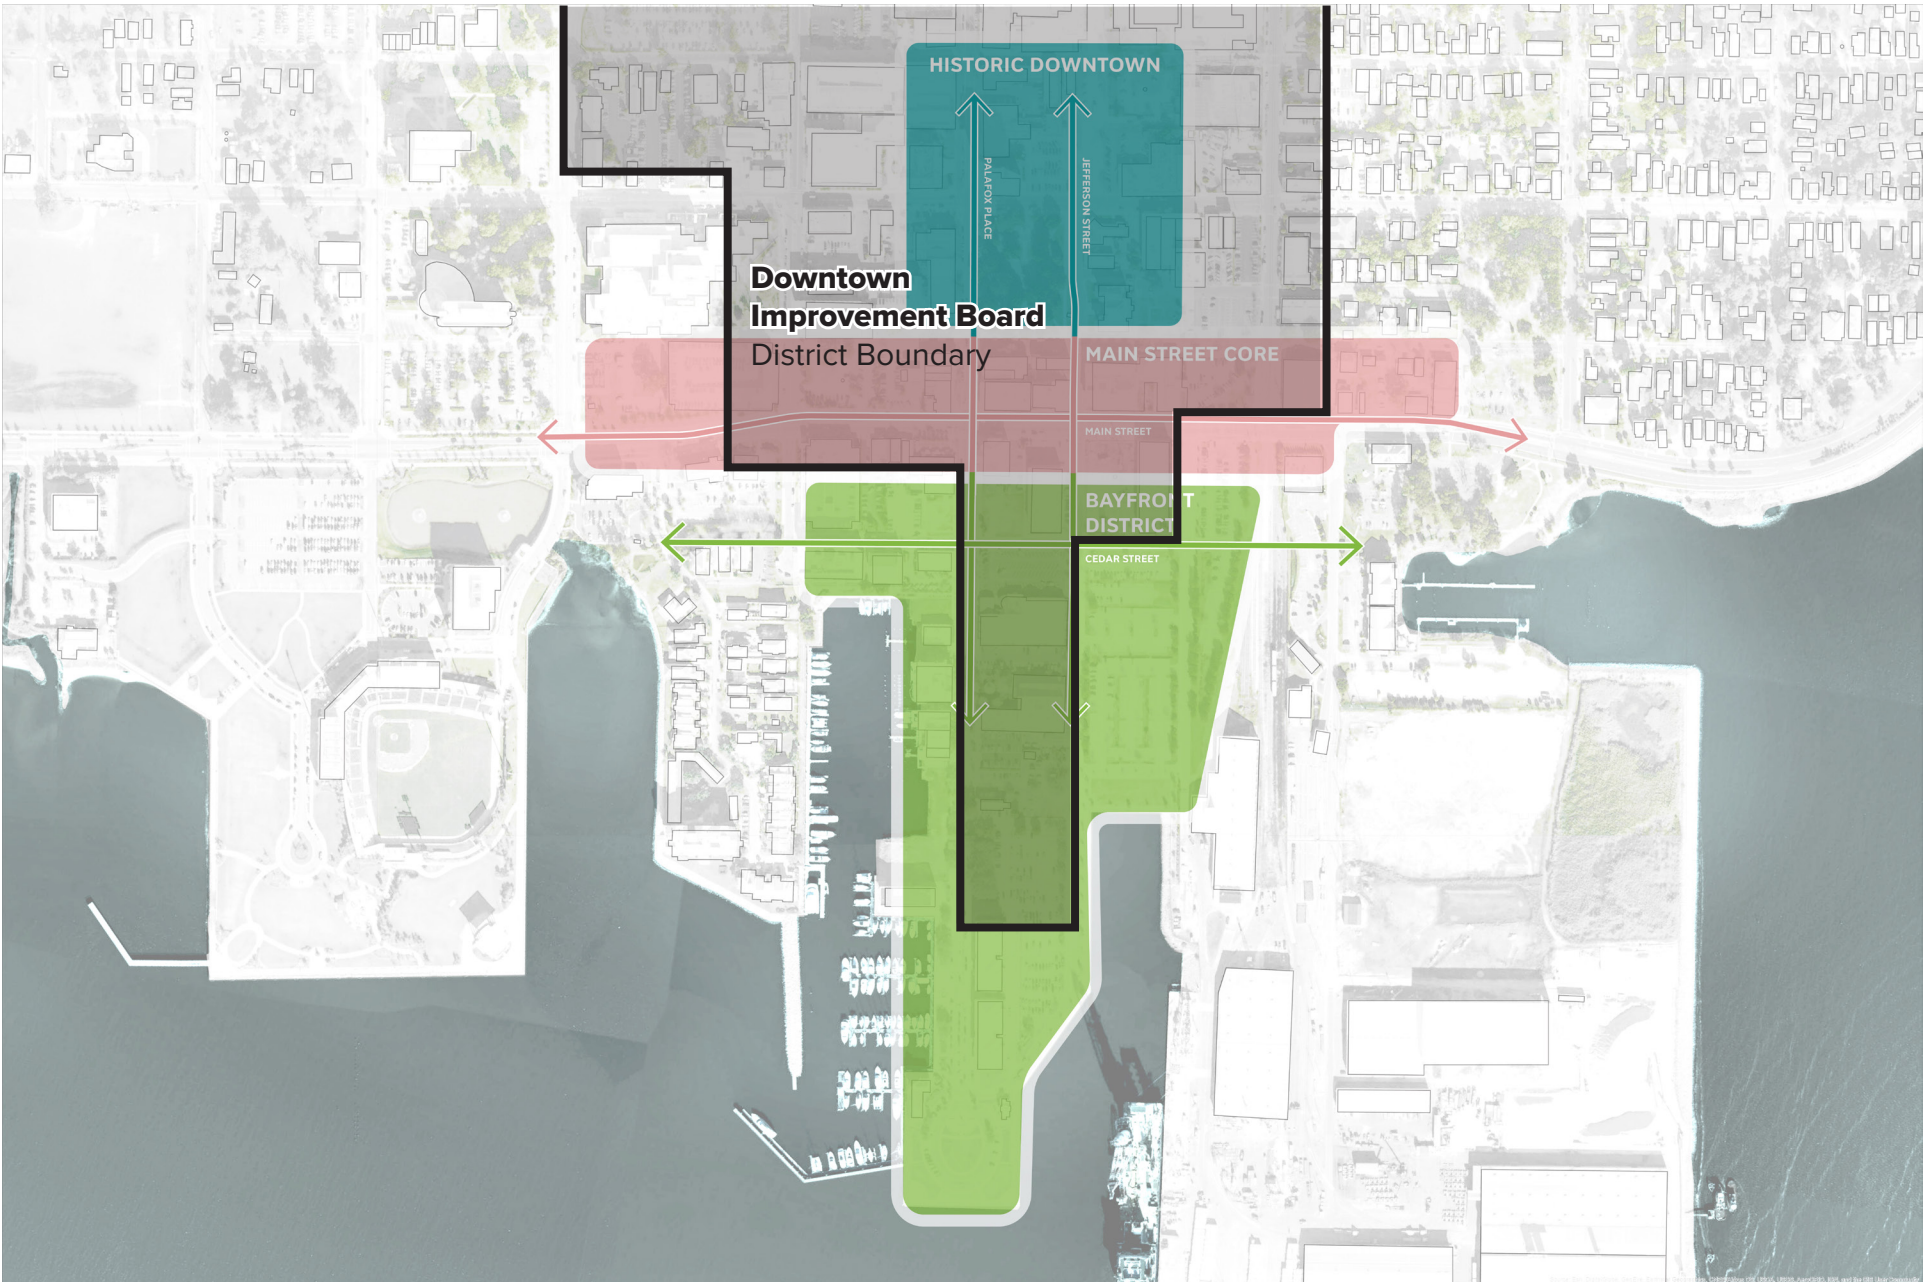 HISTORIC DOWNTOWN
PALAFOX PLACE
JEFFERSON STREET
Downtown
Improvement Board
District Boundary
MAIN STREET CORE
MAIN STREET
BAYFRONT
DISTRICT
CEDAR STREET